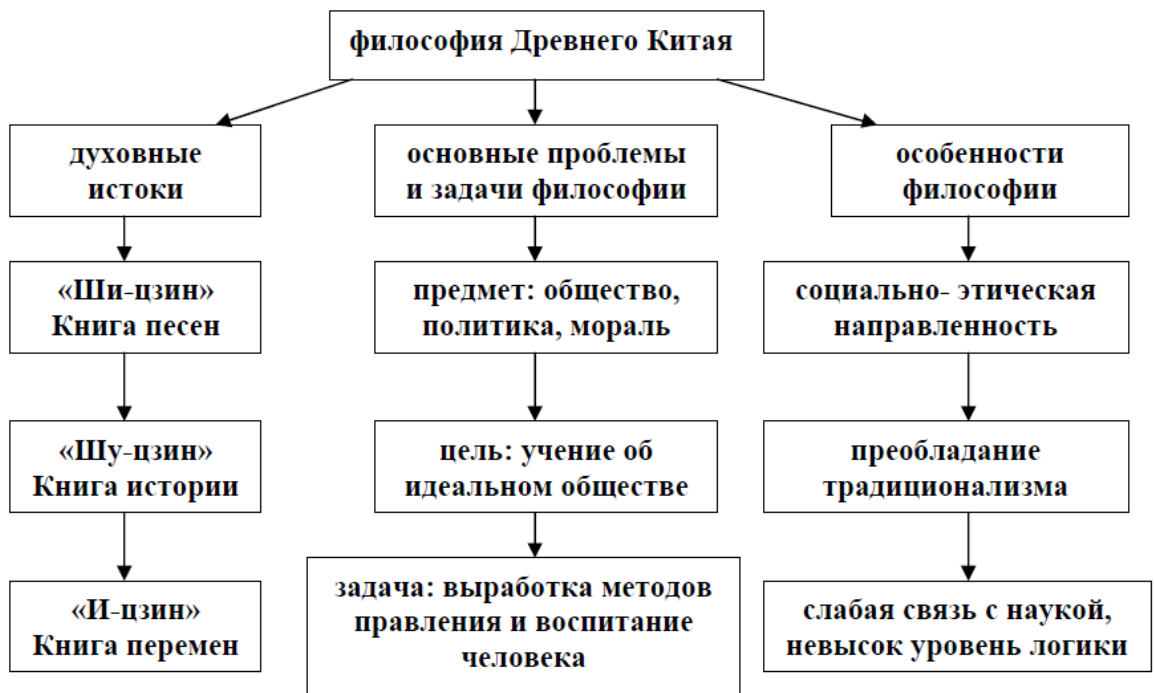 философия Древнего Китая
духовные
истоки
основные проблемы
и задачи философии
особенности
философии
«Ши-цзин»
Книга песен
предмет: общество,
политика, мораль
социально- этическая
направленность
«Шу-цзин»
Книга истории
цель: учение об
идеальном обществе
преобладание
традиционализма
«И-цзин»
Книга перемен
задача: выработка методов
правления и воспитание
человека
слабая связь с наукой,
невысок уровень логики